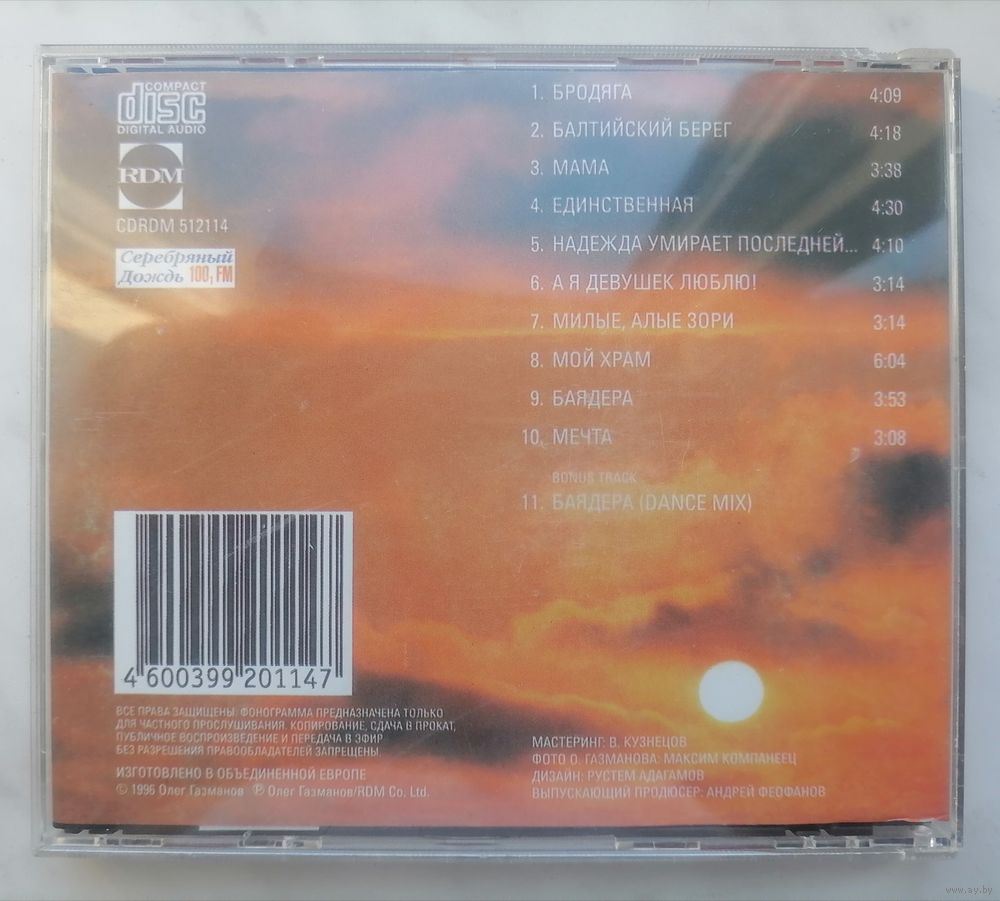 COMPACT
disc
DIGITAL AUDIO
RDM
CDRDM 512114
Серебряный
Дождь 100,1 FM
1. БРОДЯГА 4:09
2. БАЛТИЙСКИЙ БЕРЕГ 4:18
3. МАМА 3:38
4. ЕДИНСТВЕННАЯ 4:30
5. НАДЕЖДА УМИРАЕТ ПОСЛЕДНЕЙ... 4:10
6. А Я ДЕВУШЕК ЛЮБЛЮ! 3:14
7. МИЛЫЕ, АЛЫЕ ЗОРИ 3:14
8. МОЙ ХРАМ 6:04
9. БАЯДЕРА 3:53
10. МЕЧТА 3:08
BONUS TRACK
11. БАЯДЕРА (DANCE MIX)
4 600399 201147
ВСЕ ПРАВА ЗАЩИЩЕНЫ. ФОНОГРАММА ПРЕДНАЗНАЧЕНА ТОЛЬКО
ДЛЯ ЧАСТНОГО ПРОСЛУШИВАНИЯ. КОПИРОВАНИЕ, СДАЧА В ПРОКАТ,
ПУБЛИЧНОЕ ВОСПРОИЗВЕДЕНИЕ И ПЕРЕДАЧА В ЭФИР
БЕЗ РАЗРЕШЕНИЯ ПРАВООБЛАДАТЕЛЕЙ ЗАПРЕЩЕНЫ.
ИЗГОТОВЛЕНО В ОБЪЕДИНЕННОЙ ЕВРОПЕ
© 1996 Олег Газманов ℗ Олег Газманов/RDM Co. Ltd.
МАСТЕРИНГ: В. КУЗНЕЦОВ
ФОТО О. ГАЗМАНОВА: МАКСИМ КОМПАНЕЕЦ
ДИЗАЙН: РУСТЕМ АДАГАМОВ
ВЫПУСКАЮЩИЙ ПРОДЮСЕР: АНДРЕЙ ФЕОФАНОВ
www.ay.by